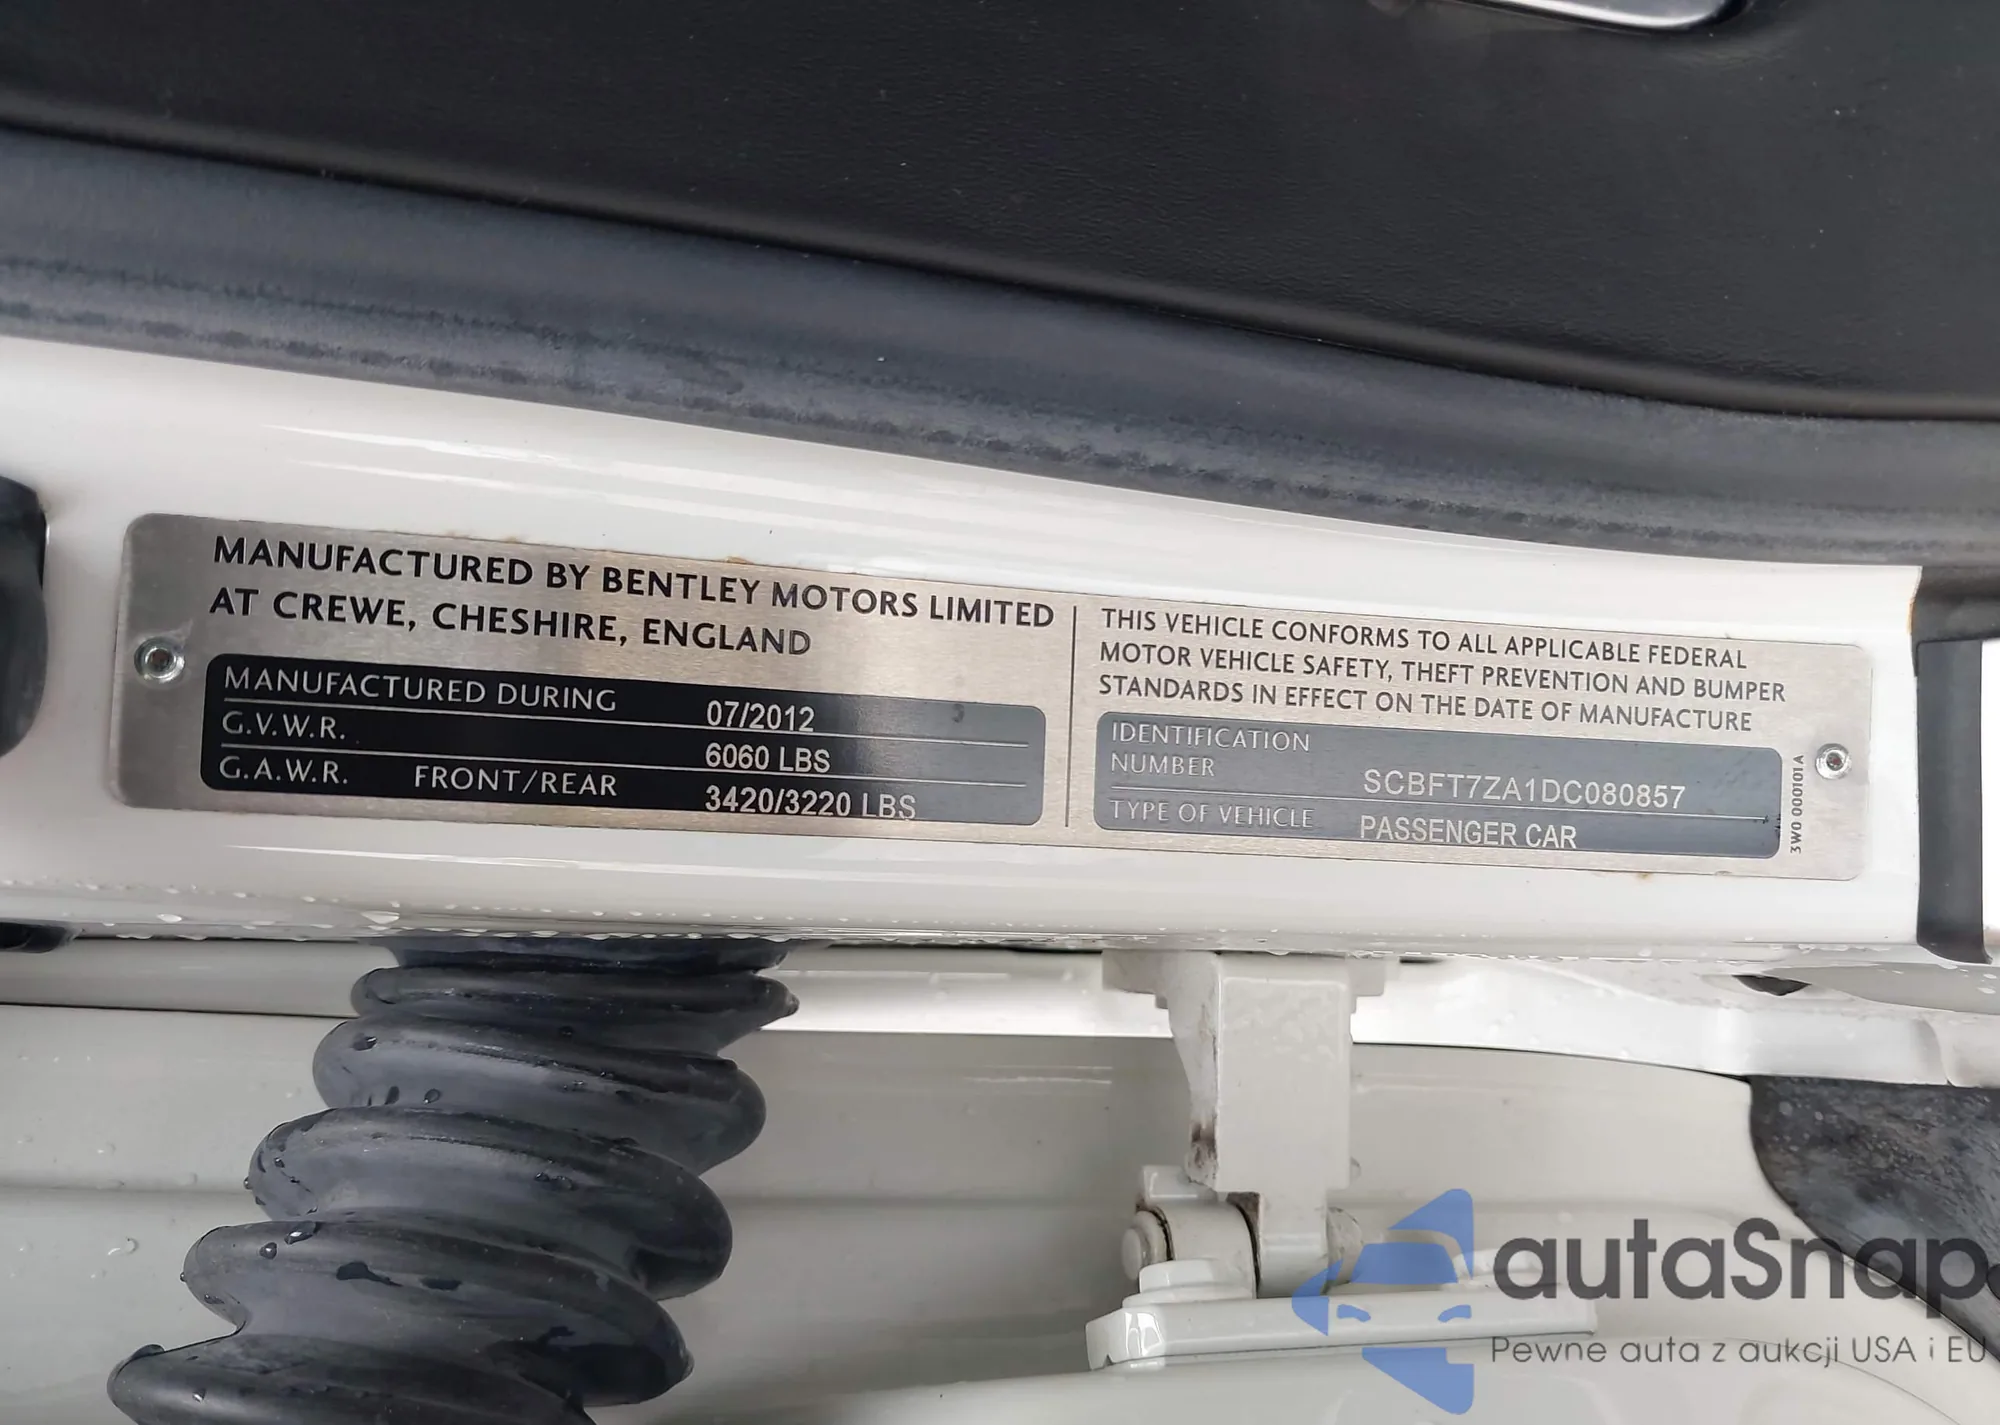 MANUFACTURED BY BENTLEY MOTORS LIMITED
AT CREWE, CHESHIRE, ENGLAND
MANUFACTURED DURING 07/2012
G.V.W.R. 6060 LBS
G.A.W.R. FRONT/REAR 3420/3220 LBS
THIS VEHICLE CONFORMS TO ALL APPLICABLE FEDERAL
MOTOR VEHICLE SAFETY, THEFT PREVENTION AND BUMPER
STANDARDS IN EFFECT ON THE DATE OF MANUFACTURE
IDENTIFICATION
NUMBER SCBFT7ZA1DC080857
TYPE OF VEHICLE PASSENGER CAR
3W0 000101 A
autaSnap
Pewne auta z aukcji USA i EU